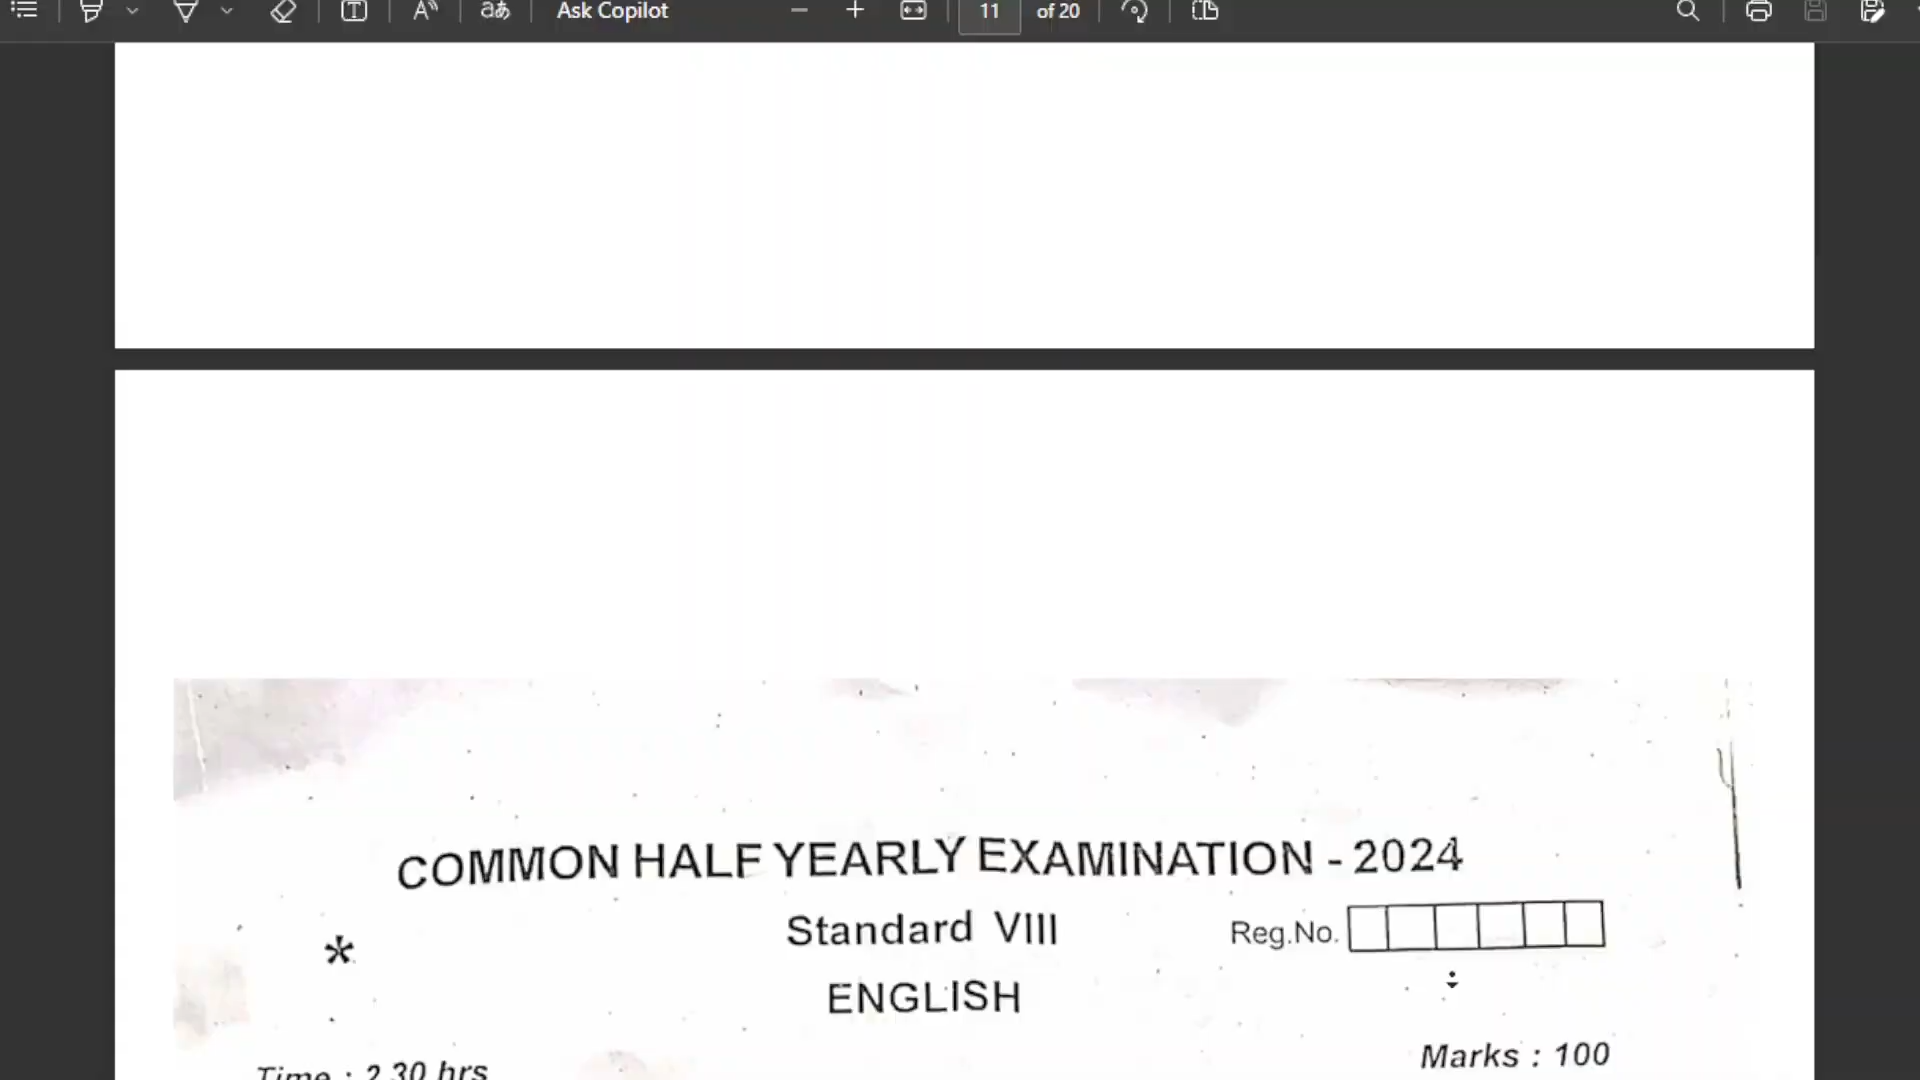 Ask Copilot
11 of 20
COMMON HALF YEARLY EXAMINATION - 2024
Standard VIII
Reg.No.
*
ENGLISH
Time : 2.30 hrs
Marks : 100